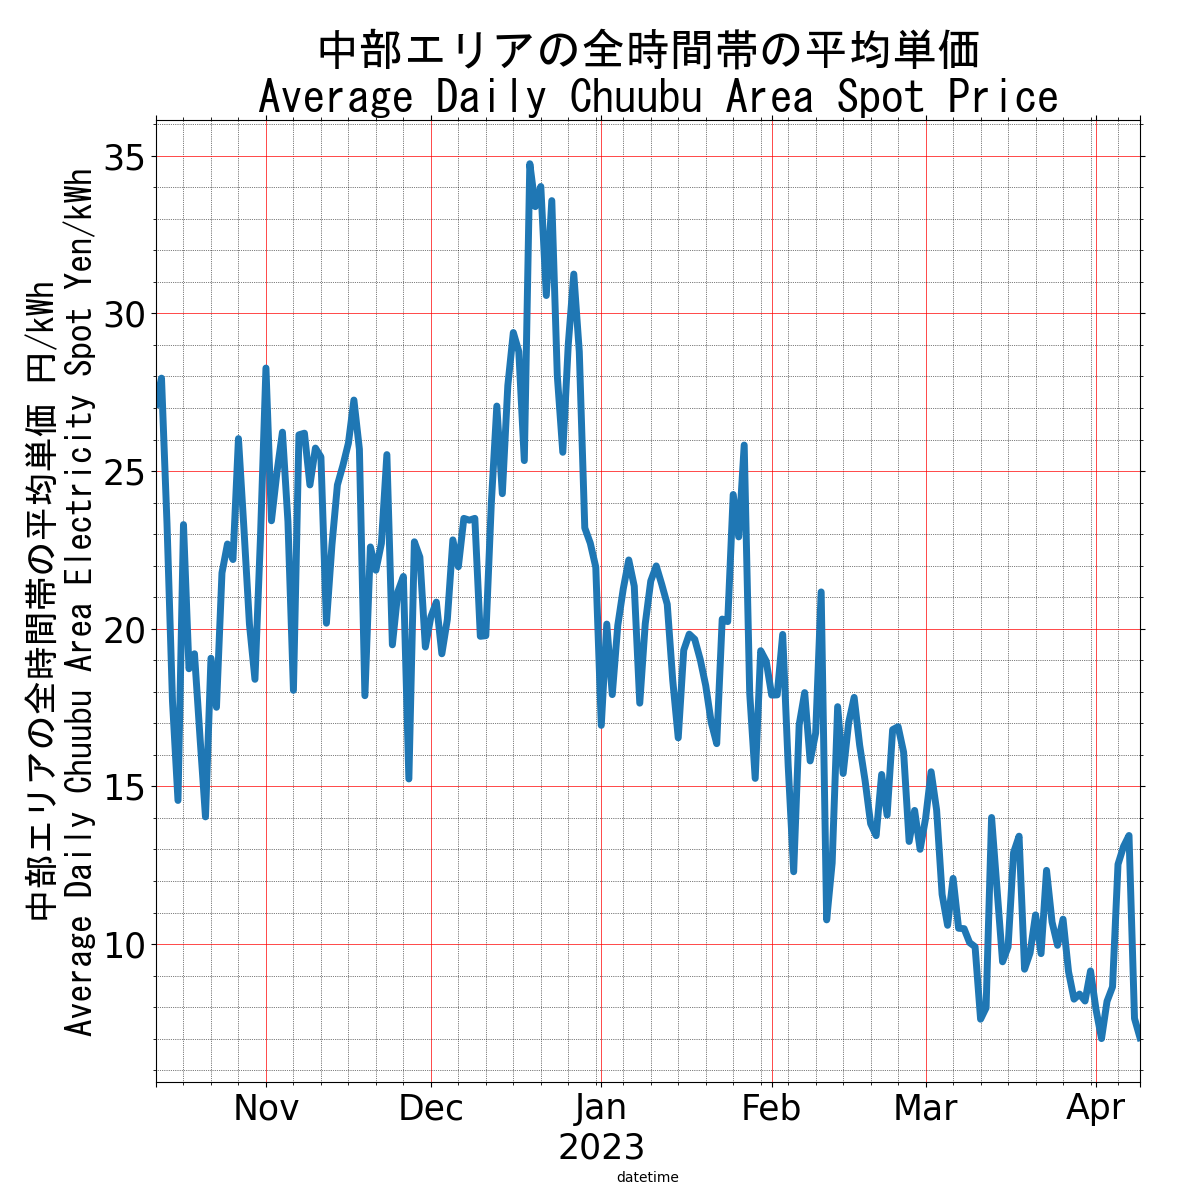 中部エリアの全時間帯の平均単価
Average Daily Chuubu Area Spot Price
中部エリアの全時間帯の平均単価 円/kWh
Average Daily Chuubu Area Electricity Spot Yen/kWh
35
30
25
20
15
10
Nov Dec Jan Feb Mar Apr
2023
datetime